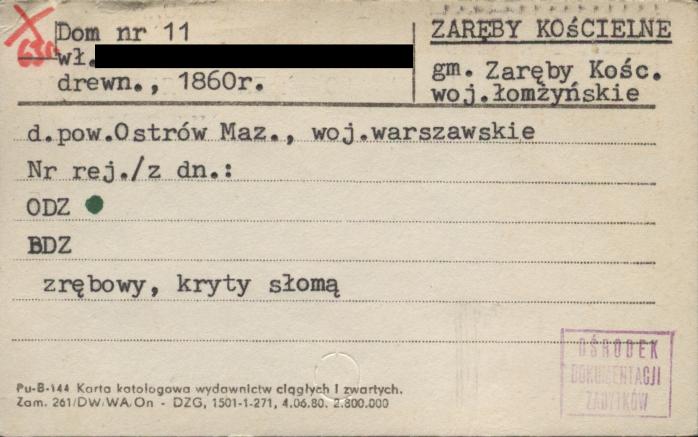 Dom nr 11
wł.
drewn., 1860r.
ZARĘBY KOŚCIELNE
gm. Zaręby Kośc.
woj.łomżyńskie
d.pow.Ostrów Maz., woj.warszawskie
Nr rej./z dn.:
ODZ
BDZ
zrębowy, kryty słomą
Pu-B-144 Karta katologowa wydawnictw ciągłych i zwartych.
Zam. 261/DW/WA/On - DZG, 1501-1-271, 4.06.80. 2.800.000
OŚRODEK
DOKUMENTACJI
ZABYTKÓW